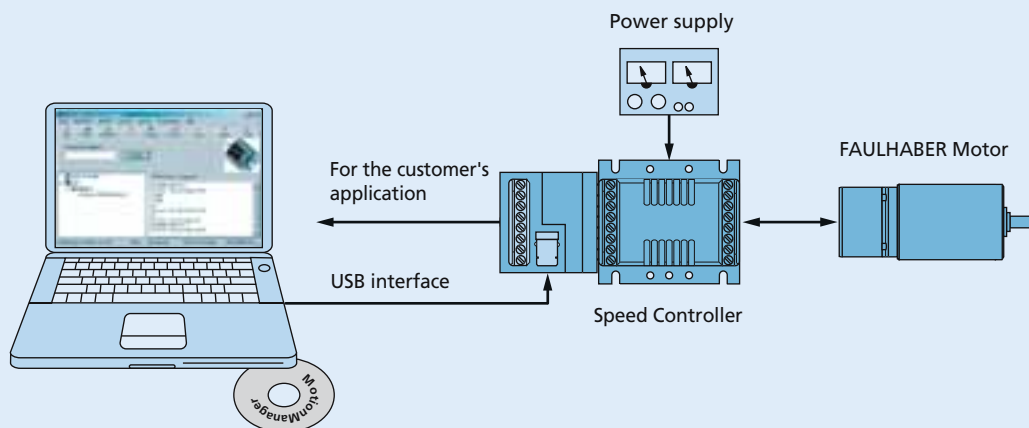 Power supply
FAULHABER Motor
For the customer's
application
USB interface
Speed Controller
MotionManager